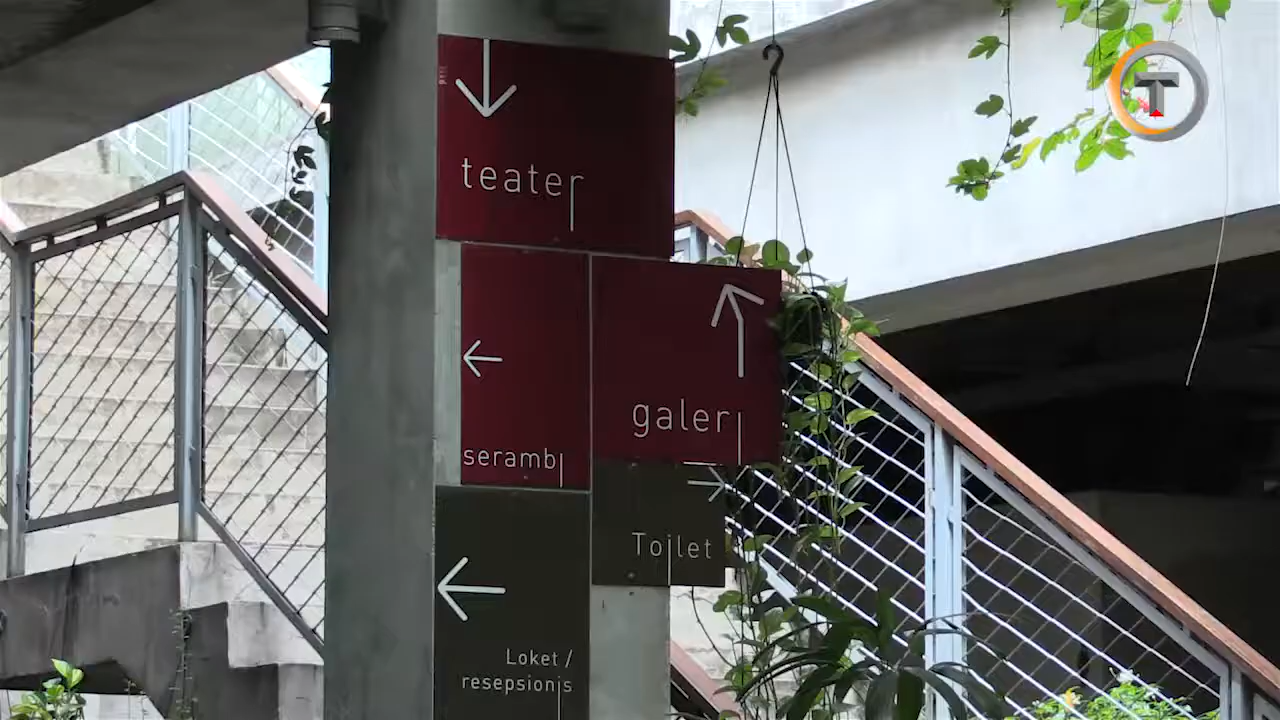 teater
serambi
galeri
Toilet
Loket /
resepsionis
T